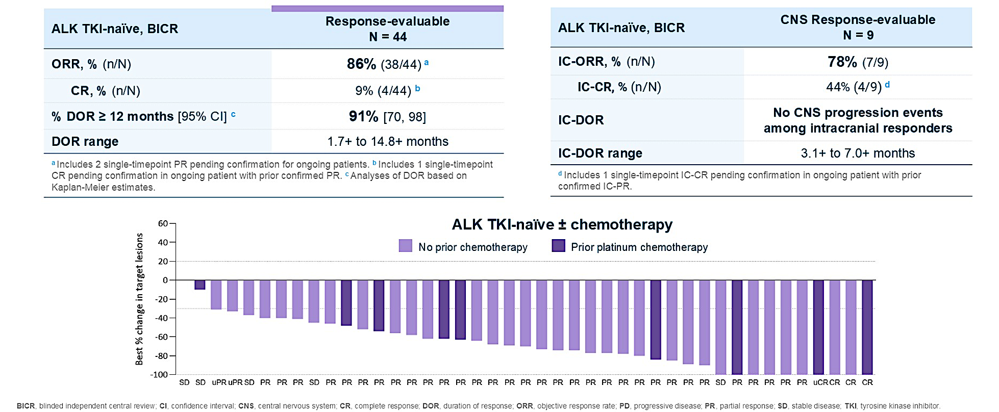 ALK TKI-naïve, BICR
Response-evaluable
N = 44
ORR, % (n/N)
86% (38/44) a
CR, % (n/N)
9% (4/44) b
% DOR ≥ 12 months [95% CI] c
91% [70, 98]
DOR range
1.7+ to 14.8+ months
a Includes 2 single-timepoint PR pending confirmation for ongoing patients. b Includes 1 single-timepoint
CR pending confirmation in ongoing patient with prior confirmed PR. c Analyses of DOR based on
Kaplan-Meier estimates.
ALK TKI-naïve, BICR
CNS Response-evaluable
N = 9
IC-ORR, % (n/N)
78% (7/9)
IC-CR, % (n/N)
44% (4/9) d
IC-DOR
No CNS progression events
among intracranial responders
IC-DOR range
3.1+ to 7.0+ months
d Includes 1 single-timepoint IC-CR pending confirmation in ongoing patient with prior
confirmed IC-PR.
ALK TKI-naïve ± chemotherapy
No prior chemotherapy
Prior platinum chemotherapy
Best % change in target lesions
60
40
20
0
-20
-40
-60
-80
-100
SD SD uPR uPR SD PR PR PR SD PR PR PR PR PR PR PR PR PR PR PR PR PR PR PR PR PR PR PR PR PR PR PR PR SD PR PR PR PR PR uCR CR CR CR
BICR, blinded independent central review; CI, confidence interval; CNS, central nervous system; CR, complete response; DOR, duration of response; ORR, objective response rate; PD, progressive disease; PR, partial response; SD, stable disease; TKI, tyrosine kinase inhibitor.